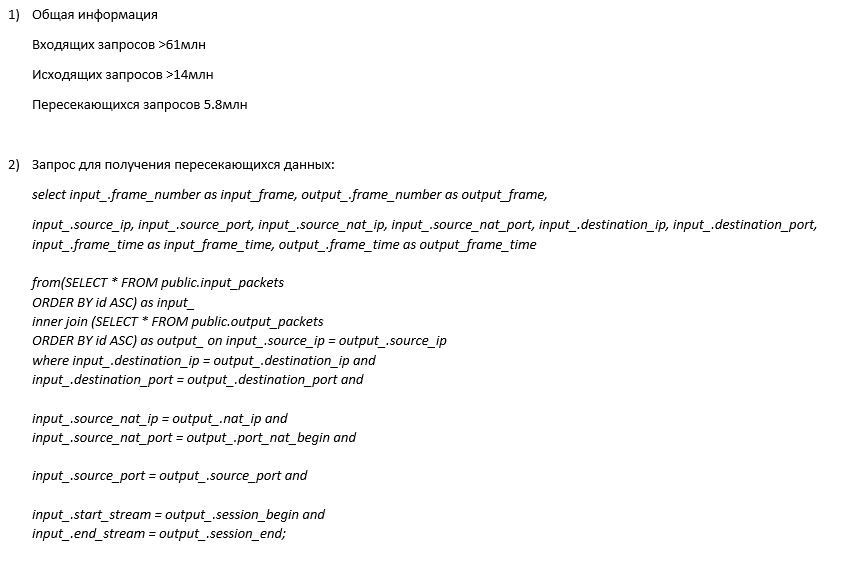 1) Общая информация
Входящих запросов >61млн
Исходящих запросов >14млн
Пересекающихся запросов 5.8млн
2) Запрос для получения пересекающихся данных:
select input_.frame_number as input_frame, output_.frame_number as output_frame,
input_.source_ip, input_.source_port, input_.source_nat_ip, input_.source_nat_port, input_.destination_ip, input_.destination_port,
input_.frame_time as input_frame_time, output_.frame_time as output_frame_time
from(SELECT * FROM public.input_packets
ORDER BY id ASC) as input_
inner join (SELECT * FROM public.output_packets
ORDER BY id ASC) as output_ on input_.source_ip = output_.source_ip
where input_.destination_ip = output_.destination_ip and
input_.destination_port = output_.destination_port and
input_.source_nat_ip = output_.nat_ip and
input_.source_nat_port = output_.port_nat_begin and
input_.source_port = output_.source_port and
input_.start_stream = output_.session_begin and
input_.end_stream = output_.session_end;